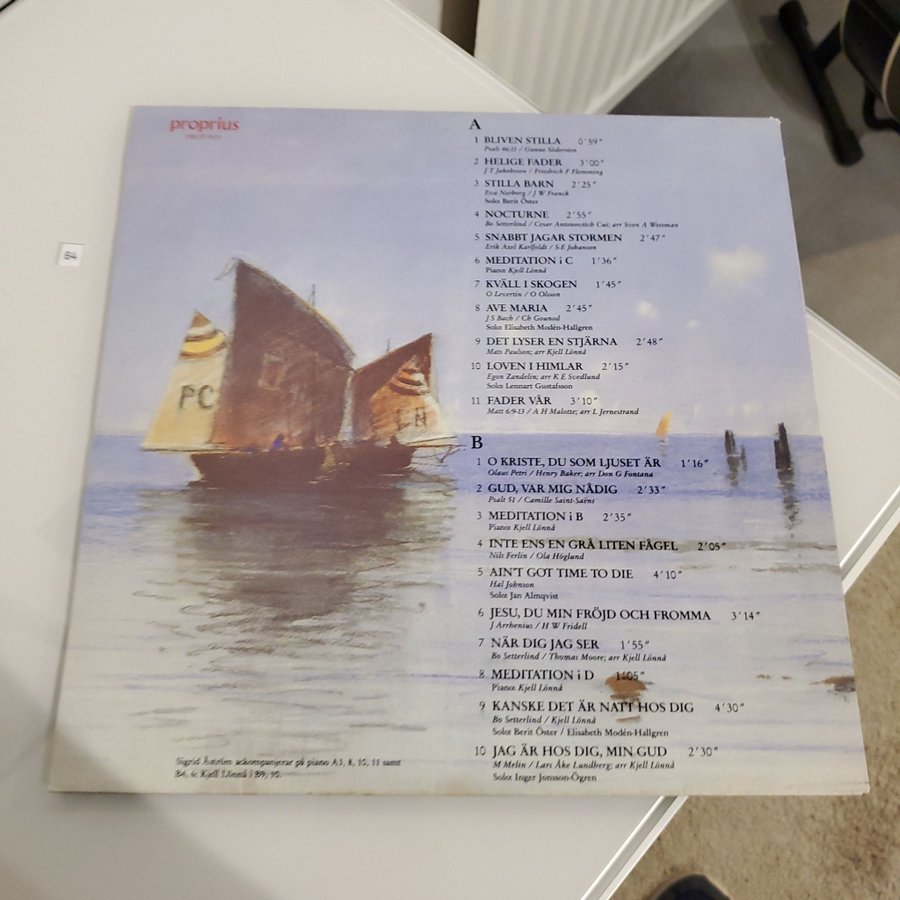 proprius
A
1 BLIVEN STILLA 0'59"
Psalt 46:11 / Gunno Södersten
2 HELIGE FADER 3'00"
J T Jakobsson / Friedrich F Flemming
3 STILLA BARN 2'25"
Eva Norberg / J W Franck
Solo: Berit Öster
4 NOCTURNE 2'55"
Bo Setterlind / Cesar Antonovitch Cui; arr Sven A Wessman
5 SNABBT JAGAR STORMEN 2'47"
Erik Axel Karlfeldt / S-E Johanson
6 MEDITATION i C 1'36"
Piano: Kjell Lönnå
7 KVÄLL I SKOGEN 1'45"
O Levertin / O Olsson
8 AVE MARIA 2'45"
J S Bach / Ch Gounod
Solo: Elisabeth Modén-Hallgren
9 DET LYSER EN STJÄRNA 2'48"
Mats Paulson; arr Kjell Lönnå
10 LOVEN I HIMLAR 2'15"
Egon Zandelin; arr K E Svedlund
Solo: Lennart Gustafsson
11 FADER VÅR 3'10"
Matt 6:9-13 / A H Malotte; arr L Jernestrand
B
1 O KRISTE, DU SOM LJUSET ÄR 1'16"
Olaus Petri / Henry Baker; arr Don G Fontana
2 GUD, VAR MIG NÅDIG 2'33"
Psalt 51 / Camille Saint-Saëns
3 MEDITATION i B 2'35"
Piano: Kjell Lönnå
4 INTE ENS EN GRÅ LITEN FÅGEL 2'05"
Nils Ferlin / Ola Höglund
5 AIN'T GOT TIME TO DIE 4'10"
Hal Johnson
Solo: Jan Almqvist
6 JESU, DU MIN FRÖJD OCH FROMMA 3'14"
J Arrhenius / H W Fridell
7 NÄR DIG JAG SER 1'55"
Bo Setterlind / Thomas Moore; arr Kjell Lönnå
8 MEDITATION i D 1'05"
Piano: Kjell Lönnå
9 KANSKE DET ÄR NATT HOS DIG 4'30"
Bo Setterlind / Kjell Lönnå
Solo: Berit Öster / Elisabeth Modén-Hallgren
10 JAG ÄR HOS DIG, MIN GUD 2'30"
M Melin / Lars Åke Lundberg; arr Kjell Lönnå
Solo: Inger Jonsson-Ögren
Sigrid ackompanjerar på piano A3, 8, 10, 11 samt
B4, 6; Kjell Lönnå i B9, 10.
PC
B4